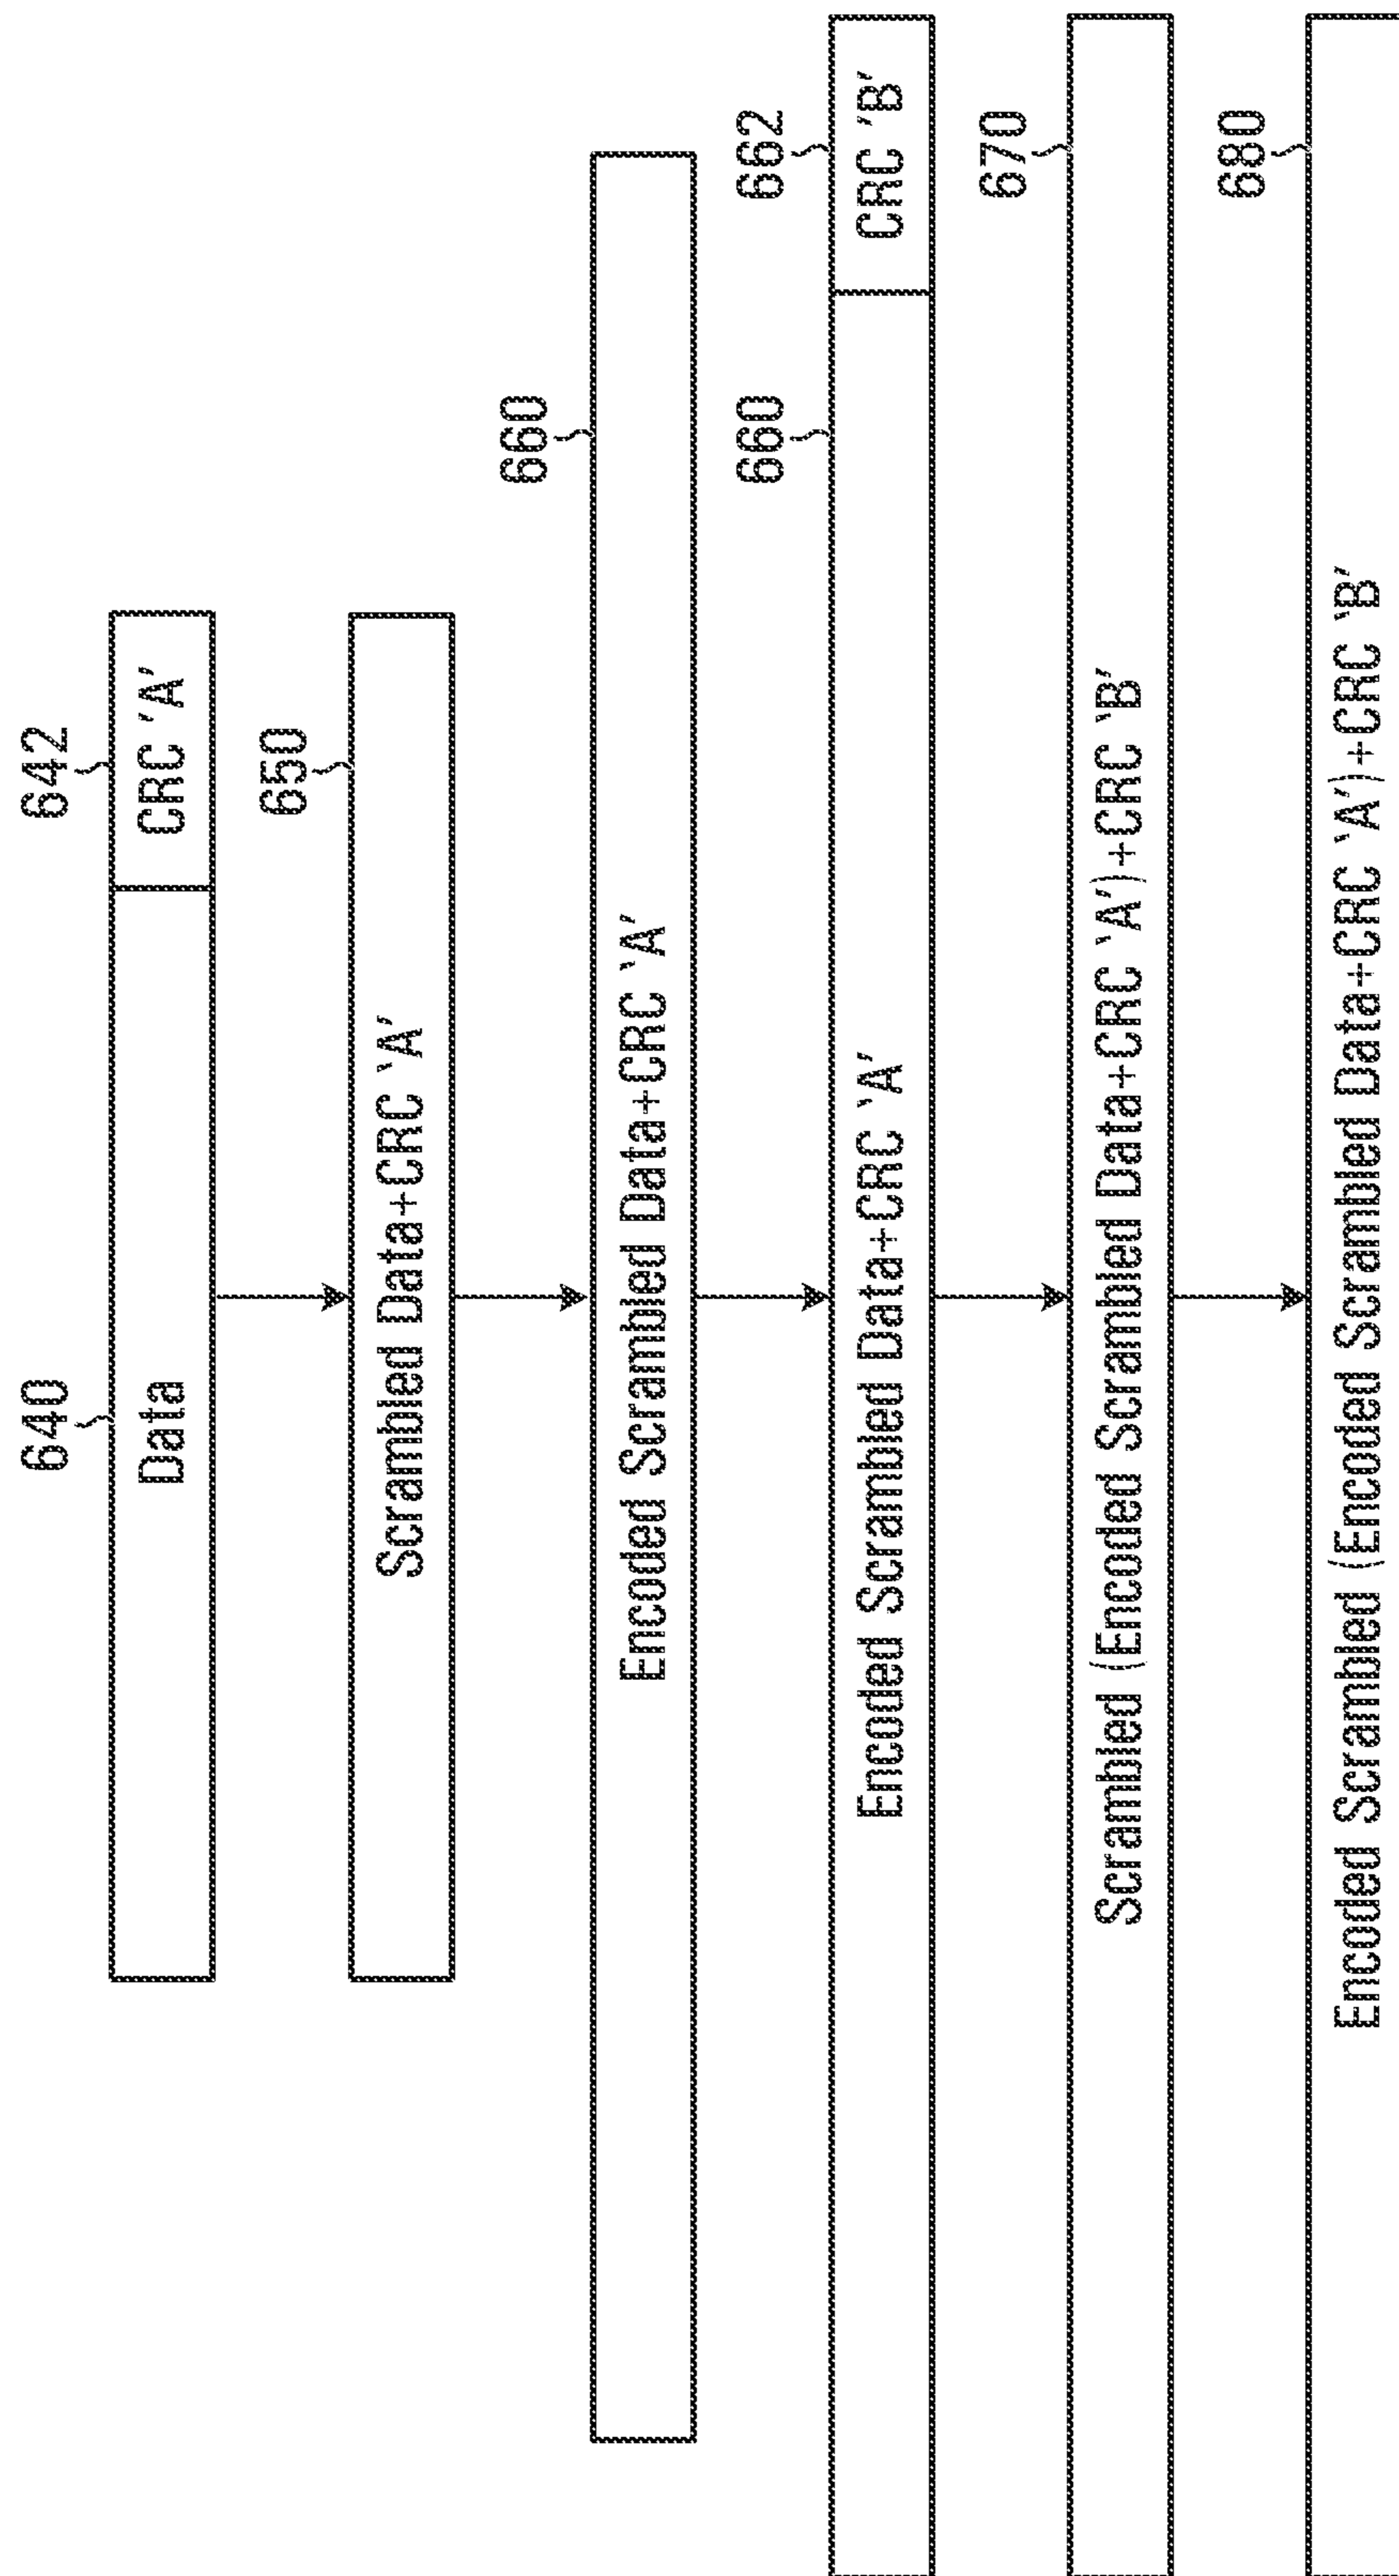 640
642
Data
CRC 'A'
650
Scrambled Data+CRC 'A'
660
Encoded Scrambled Data+CRC 'A'
660
662
Encoded Scrambled Data+CRC 'A'
CRC 'B'
670
Scrambled (Encoded Scrambled Data+CRC 'A')+CRC 'B'
680
Encoded Scrambled (Encoded Scrambled Data+CRC 'A')+CRC 'B'